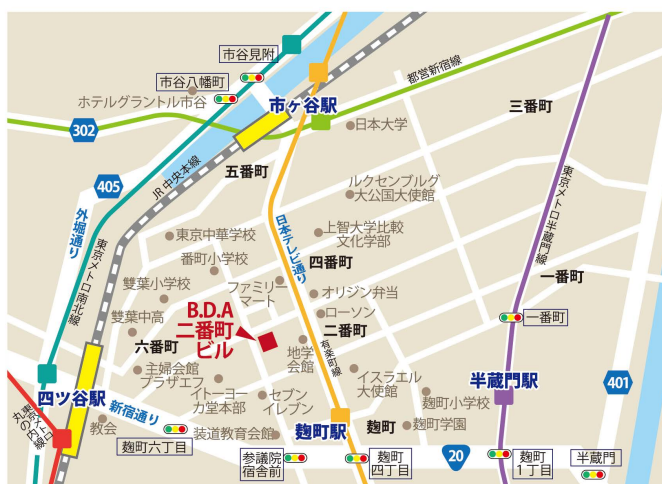 市谷見附
市谷八幡町
ホテルグラントル市谷
市ヶ谷駅
都営新宿線
三番町
302
日本大学
JR中央本線
五番町
405
ルクセンブルグ
大公国大使館
東京メトロ半蔵門線
外堀通り
東京メトロ南北線
東京中華学校
日本テレビ通り
上智大学比較
文化学部
番町小学校
四番町
一番町
双葉小学校
ファミリー
マート
オリジン弁当
B.D.A
二番町
ビル
ローソン
一番町
双葉中高
二番町
六番町
地学
会館
有楽町線
主婦会館
プラザエフ
イスラエル
大使館
半蔵門駅
401
四ツ谷駅
イトーヨー
カ堂本部
セブン
イレブン
麹町小学校
新宿通り
東京メトロ
丸の内線
教会
麹町駅
麹町
麹町学園
装道教育会館
麹町六丁目
参議院
宿舎前
麹町
四丁目
20
麹町
1丁目
半蔵門